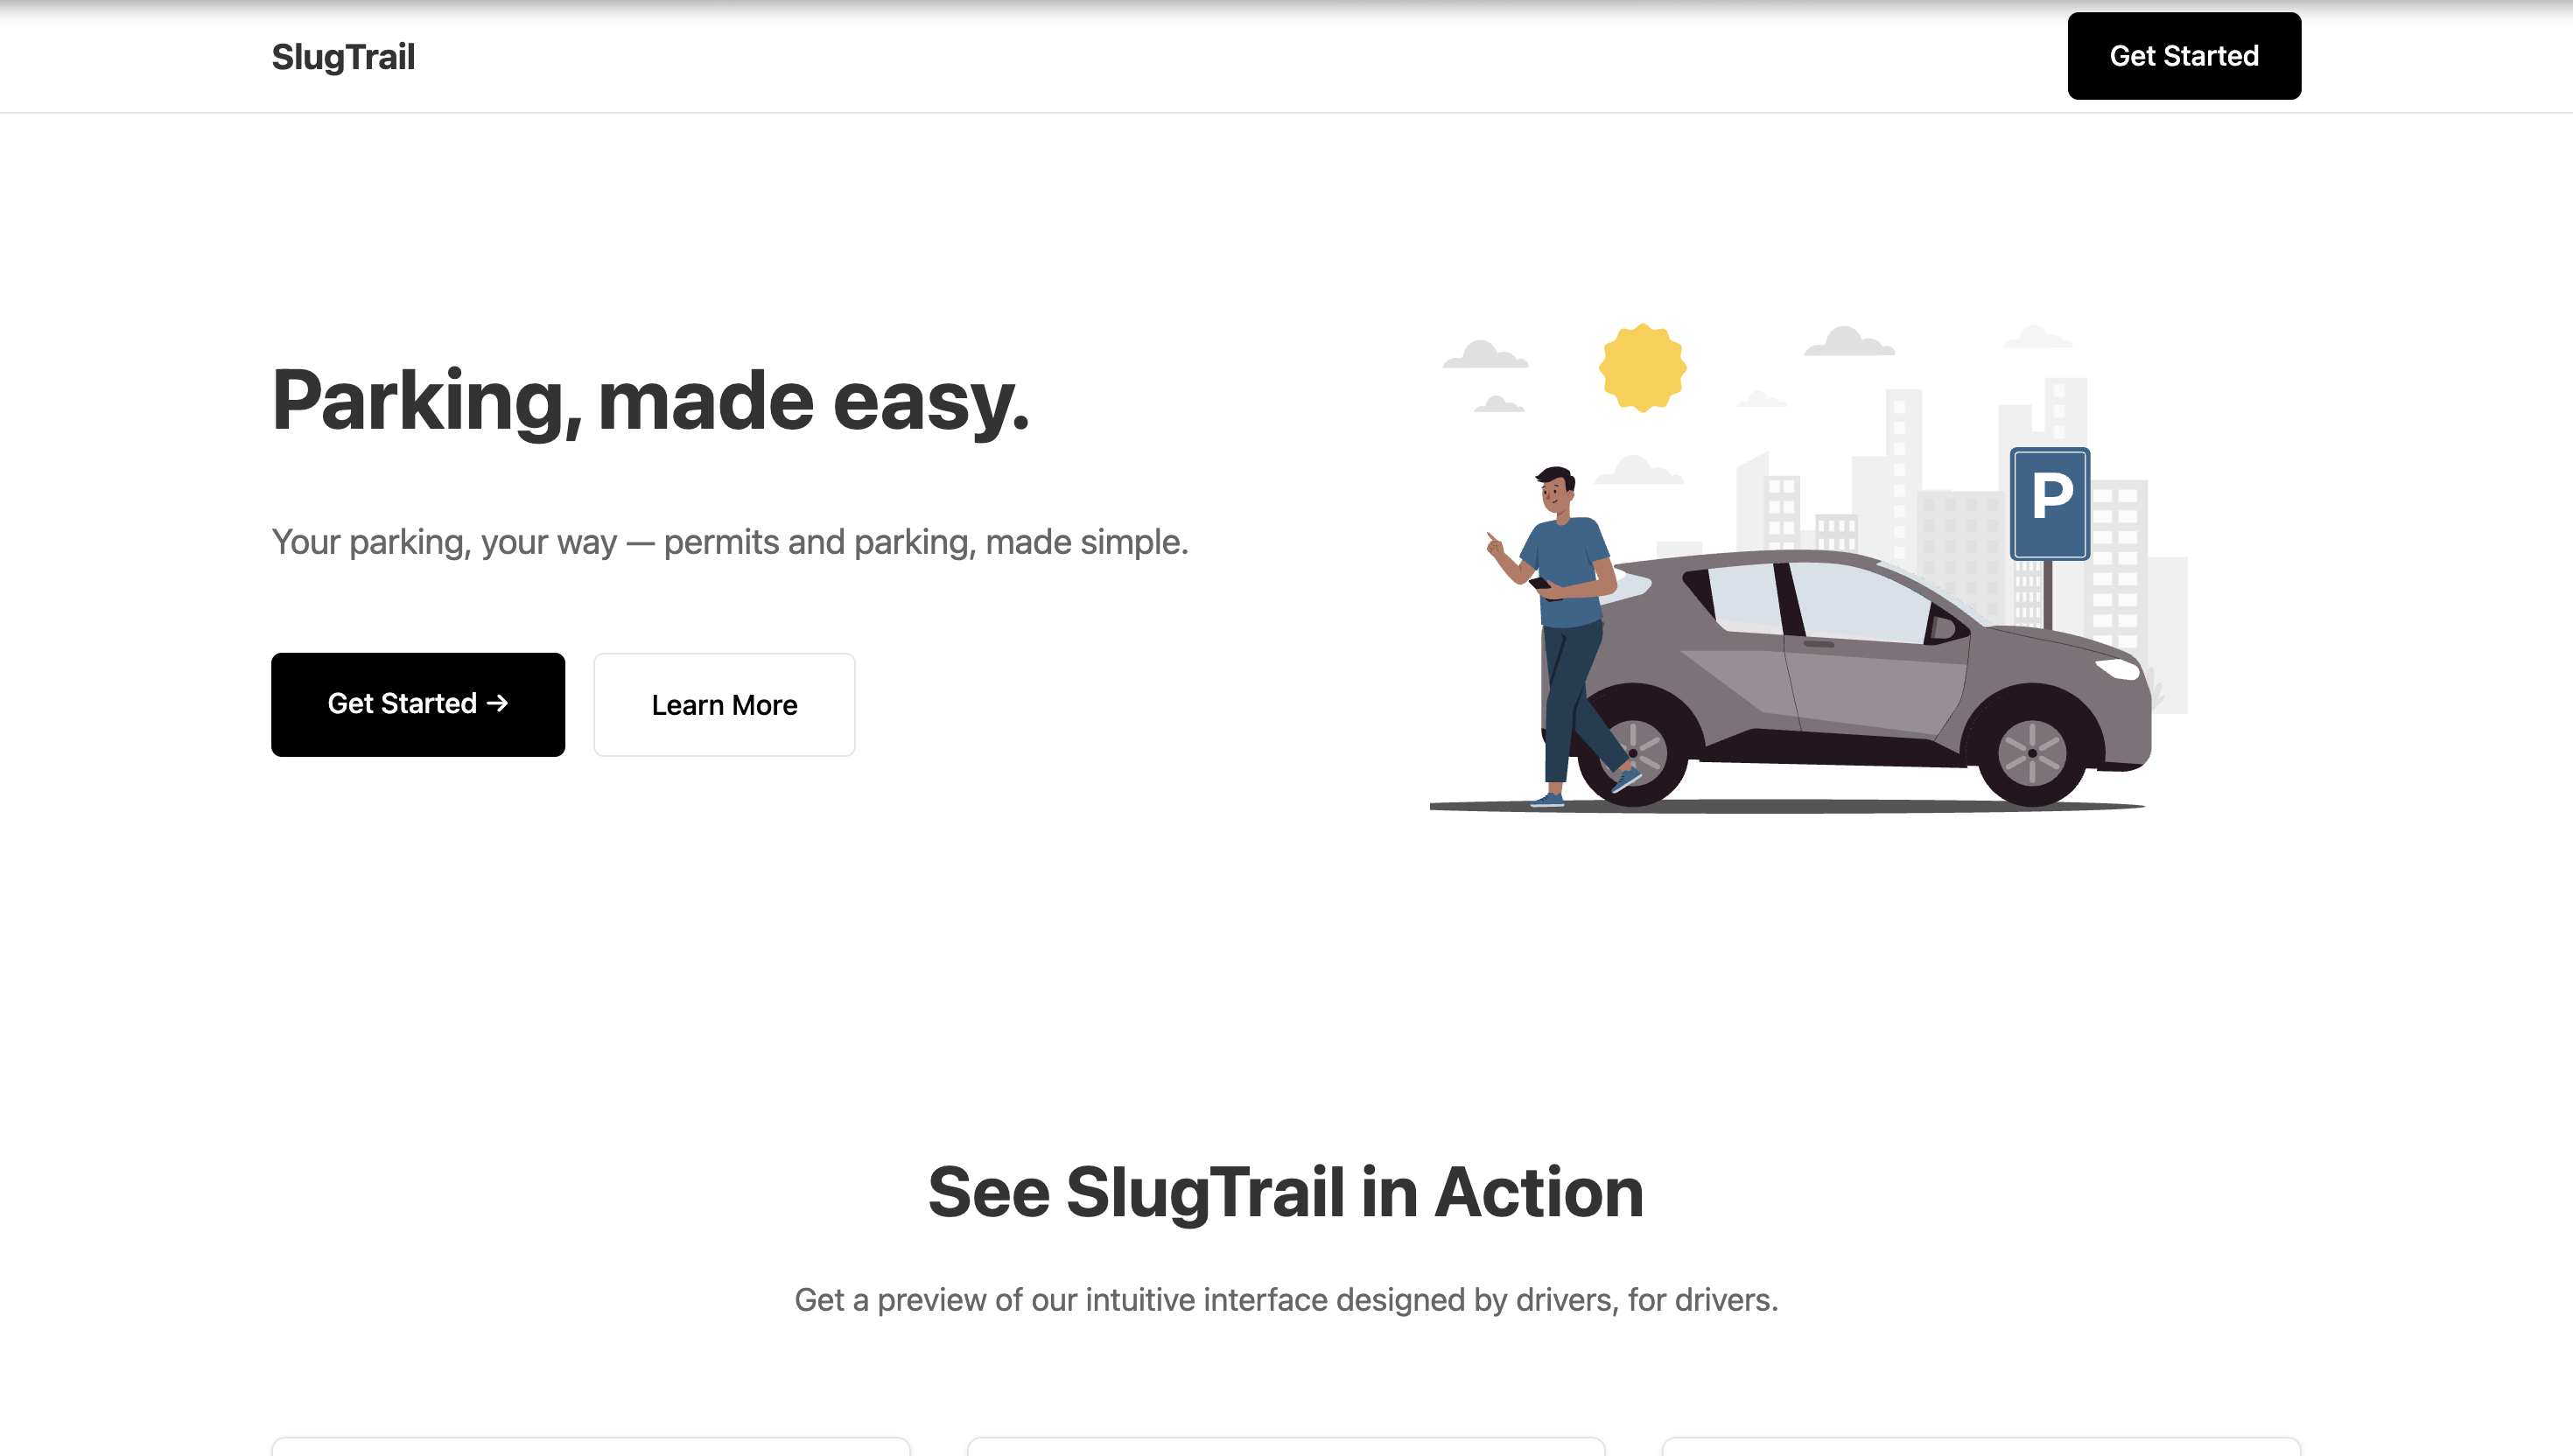 SlugTrail
Get Started
Parking, made easy.
Your parking, your way — permits and parking, made simple.
Get Started →
Learn More
P
See SlugTrail in Action
Get a preview of our intuitive interface designed by drivers, for drivers.